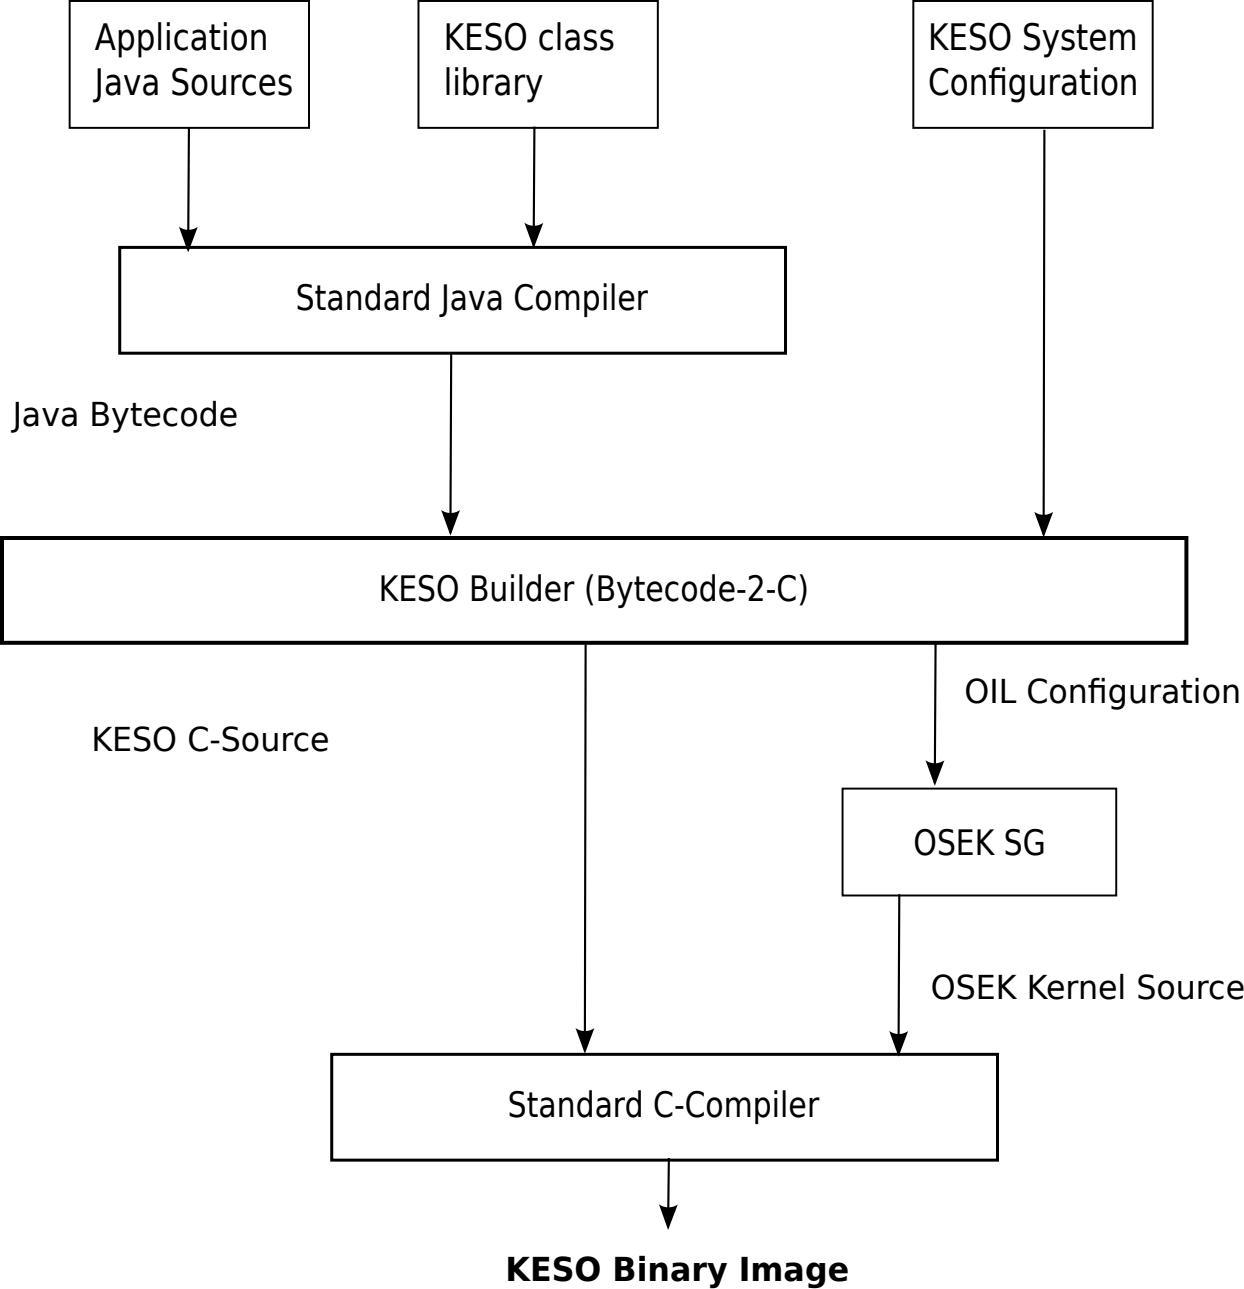 Application
Java Sources
KESO class
library
KESO System
Configuration
Standard Java Compiler
Java Bytecode
KESO Builder (Bytecode-2-C)
OIL Configuration
KESO C-Source
OSEK SG
OSEK Kernel Source
Standard C-Compiler
KESO Binary Image